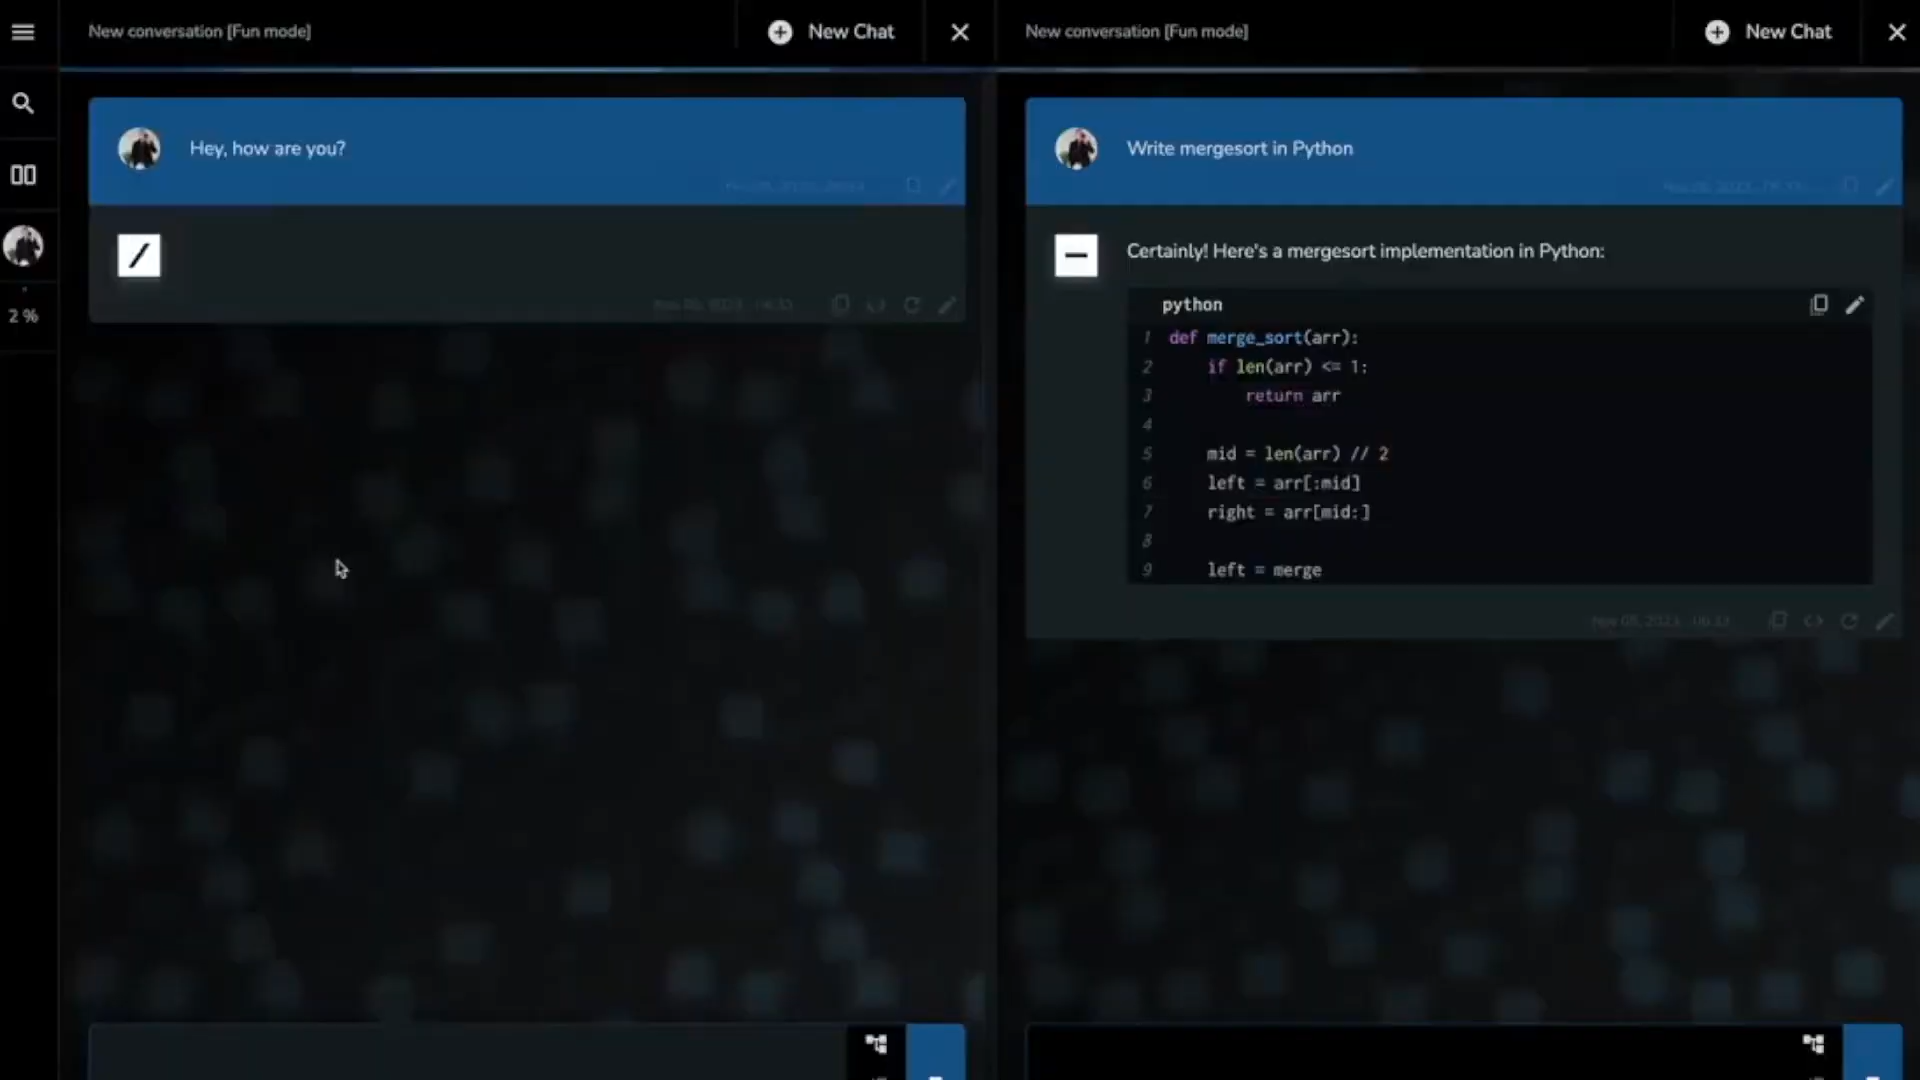 New conversation [Fun mode]
New Chat
New conversation [Fun mode]
New Chat
2 %
Hey, how are you?
Write mergesort in Python
Certainly! Here's a mergesort implementation in Python:
python
1 def merge_sort(arr):
2 if len(arr) <= 1:
3 return arr
4
5 mid = len(arr) // 2
6 left = arr[:mid]
7 right = arr[mid:]
8
9 left = merge